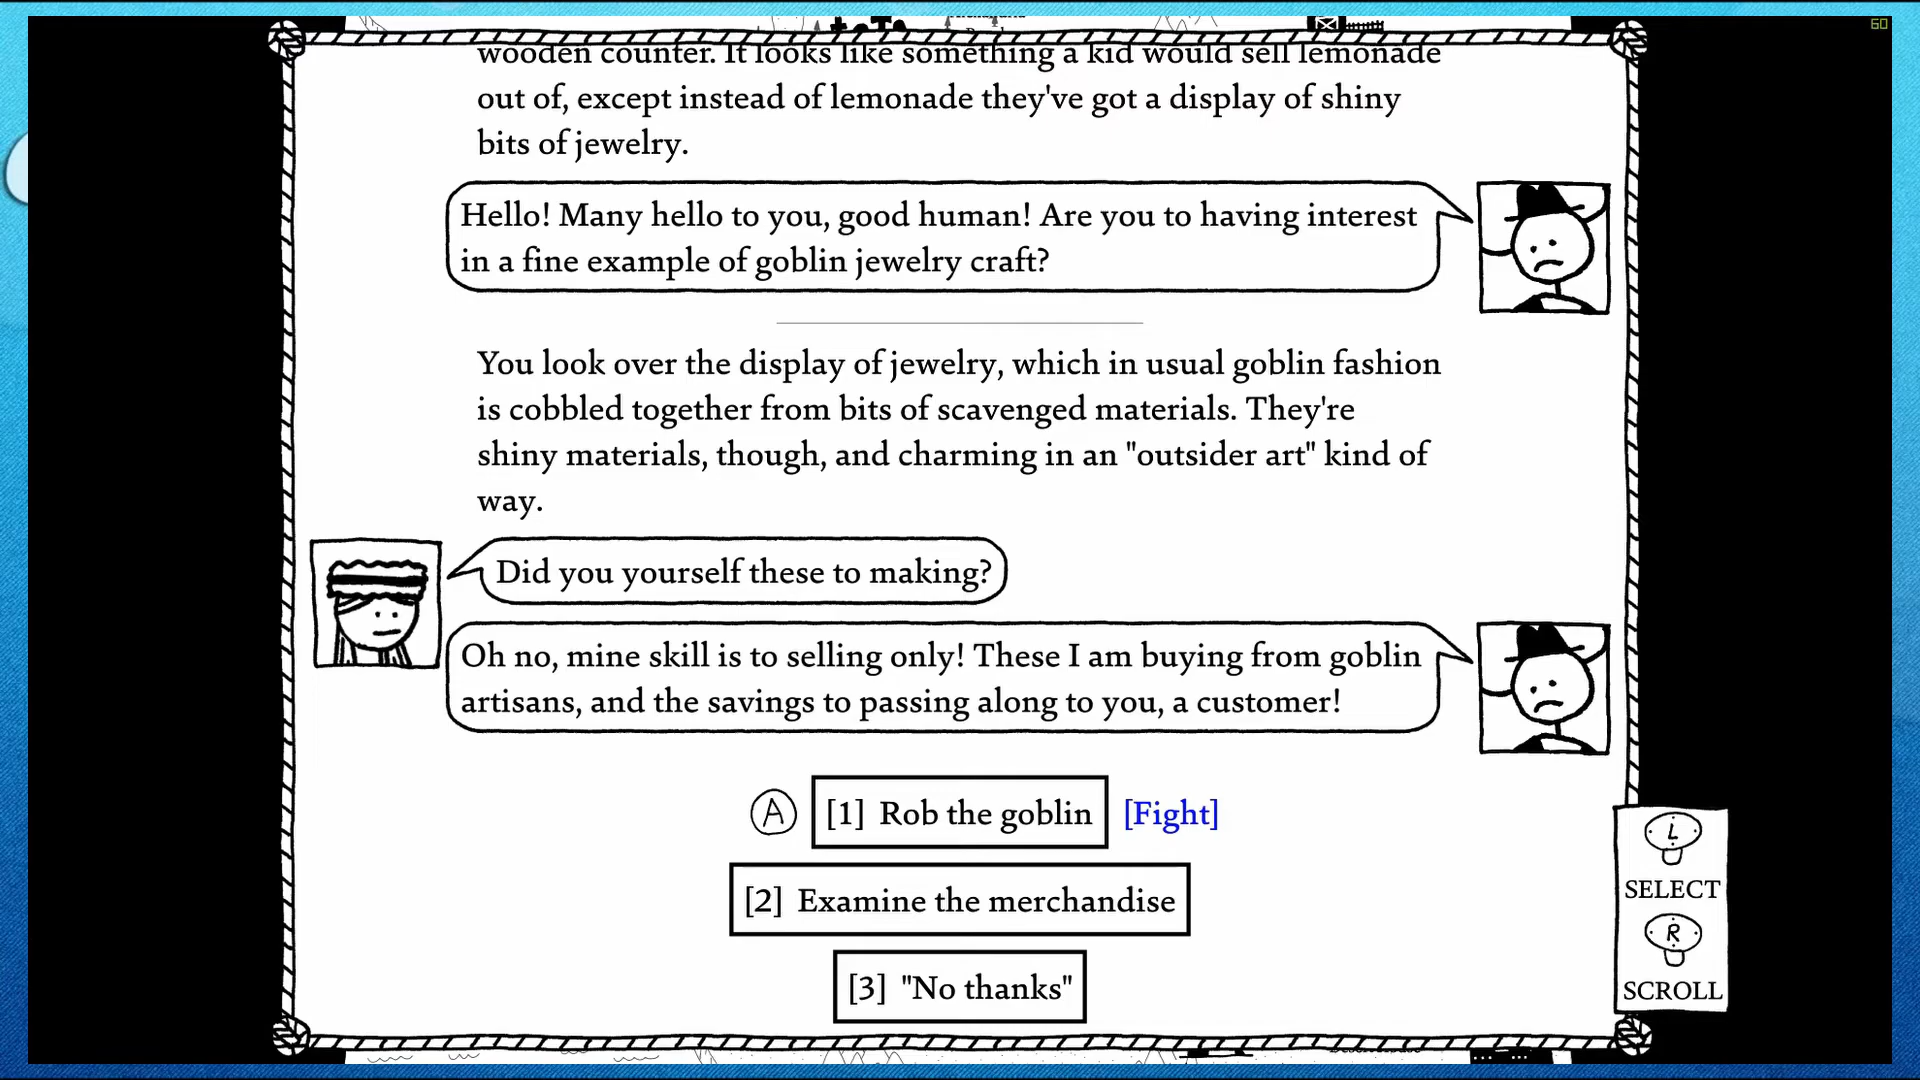 60
wooden counter. It looks like something a kid would sell lemonade
out of, except instead of lemonade they've got a display of shiny
bits of jewelry.
Hello! Many hello to you, good human! Are you to having interest
in a fine example of goblin jewelry craft?
You look over the display of jewelry, which in usual goblin fashion
is cobbled together from bits of scavenged materials. They're
shiny materials, though, and charming in an "outsider art" kind of
way.
Did you yourself these to making?
Oh no, mine skill is to selling only! These I am buying from goblin
artisans, and the savings to passing along to you, a customer!
A [1] Rob the goblin [Fight]
[2] Examine the merchandise
[3] "No thanks"
L
SELECT
R
SCROLL